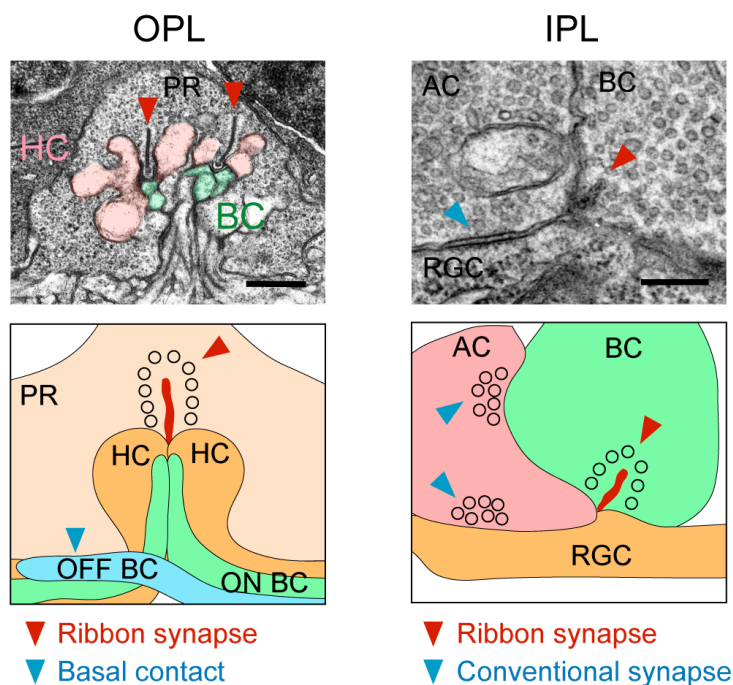 OPL
IPL
PR
HC
BC
AC
BC
RGC
PR
HC
HC
OFF BC
ON BC
AC
BC
RGC
Ribbon synapse
Basal contact
Ribbon synapse
Conventional synapse